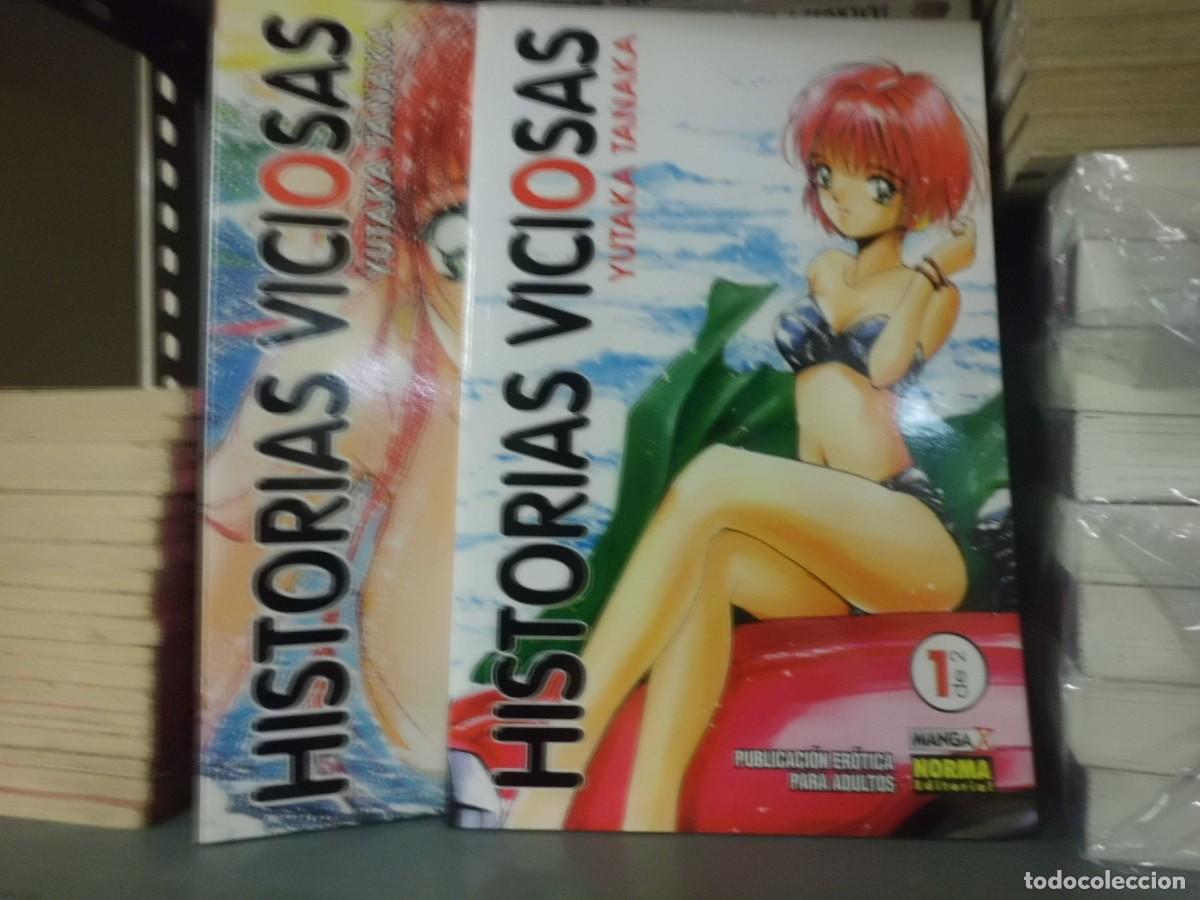 HISTORIAS VICIOSAS
YUTAKA TANAKA
HISTORIAS VICIOSAS
YUTAKA TANAKA
1
de 2
PUBLICACIÓN ERÓTICA
PARA ADULTOS
MANGA X
NORMA
Editorial
todocoleccion